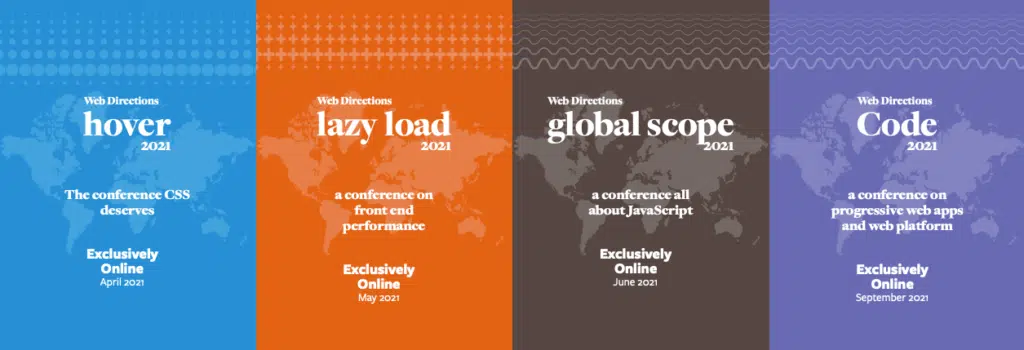 Web Directions
hover
2021
The conference CSS
deserves
Exclusively
Online
April 2021
Web Directions
lazy load
2021
a conference on
front end
performance
Exclusively
Online
May 2021
Web Directions
global scope
2021
a conference all
about JavaScript
Exclusively
Online
June 2021
Web Directions
Code
2021
a conference on
progressive web apps
and web platform
Exclusively
Online
September 2021